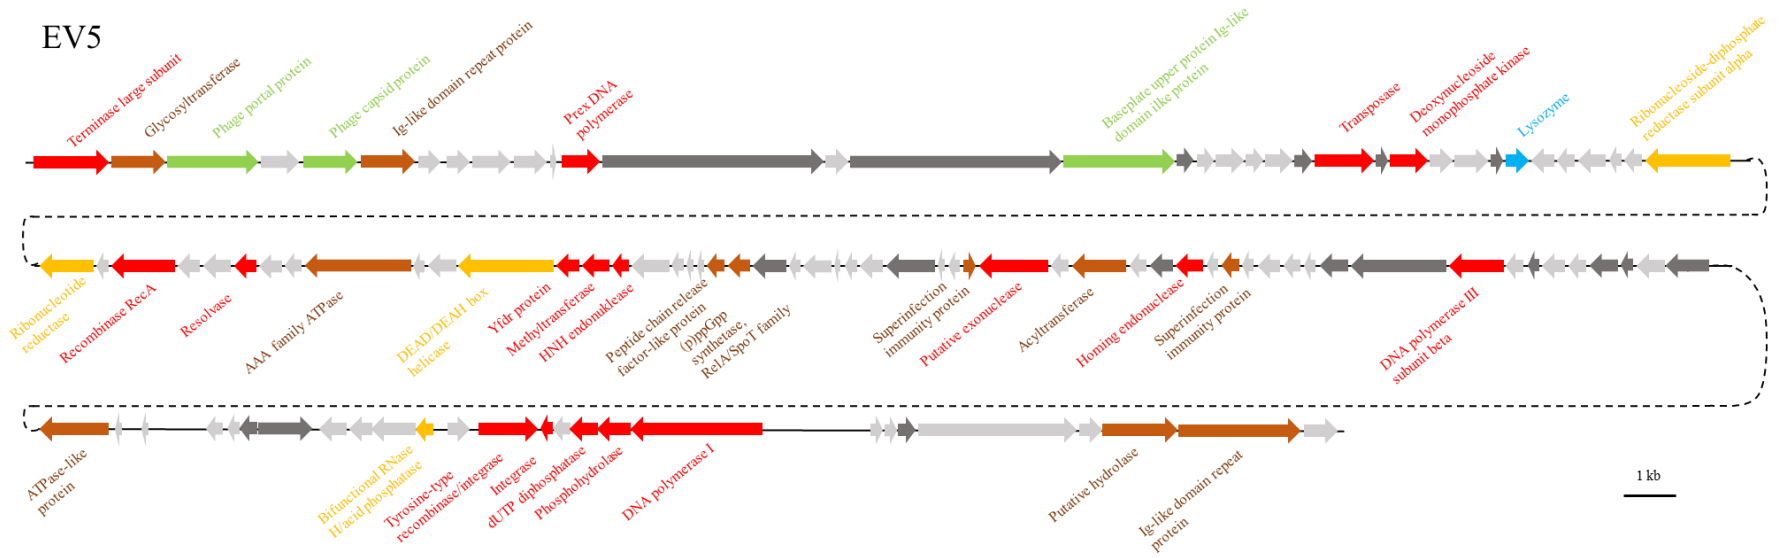 EV5
Terminase large subunit
Glycosyltransferase
Phage portal protein
Phage capsid protein
Ig-like domain repeat protein
Prex DNA
polymerase
Baseplate upper protein Ig-like
domain ilke protein
Transposase
Deoxynucleoside
monophosphate kinase
Lysozyme
Ribonucleoside-diphosphate
reductase subunit alpha
Ribonucleotide
reductase
Recombinase RecA
Resolvase
AAA family ATPase
DEAD/DEAH box
helicase
Yfdr protein
Methyltransferase
HNH endonuklease
Peptide chain release
factor-like protein
(p)ppGpp
synthetase,
RelA/SpoT family
Superinfection
immunity protein
Putative exonuclease
Acyltransferase
Homing endonuclease
Superinfection
immunity protein
DNA polymerase III
subunit beta
ATPase-like
protein
Bifunctional RNase
H/acid phosphatase
Tyrosine-type
recombinase/integrase
Integrase
dUTP diphosphatase
Phosphohydrolase
DNA polymerase I
Putative hydrolase
Ig-like domain repeat
protein
1 kb